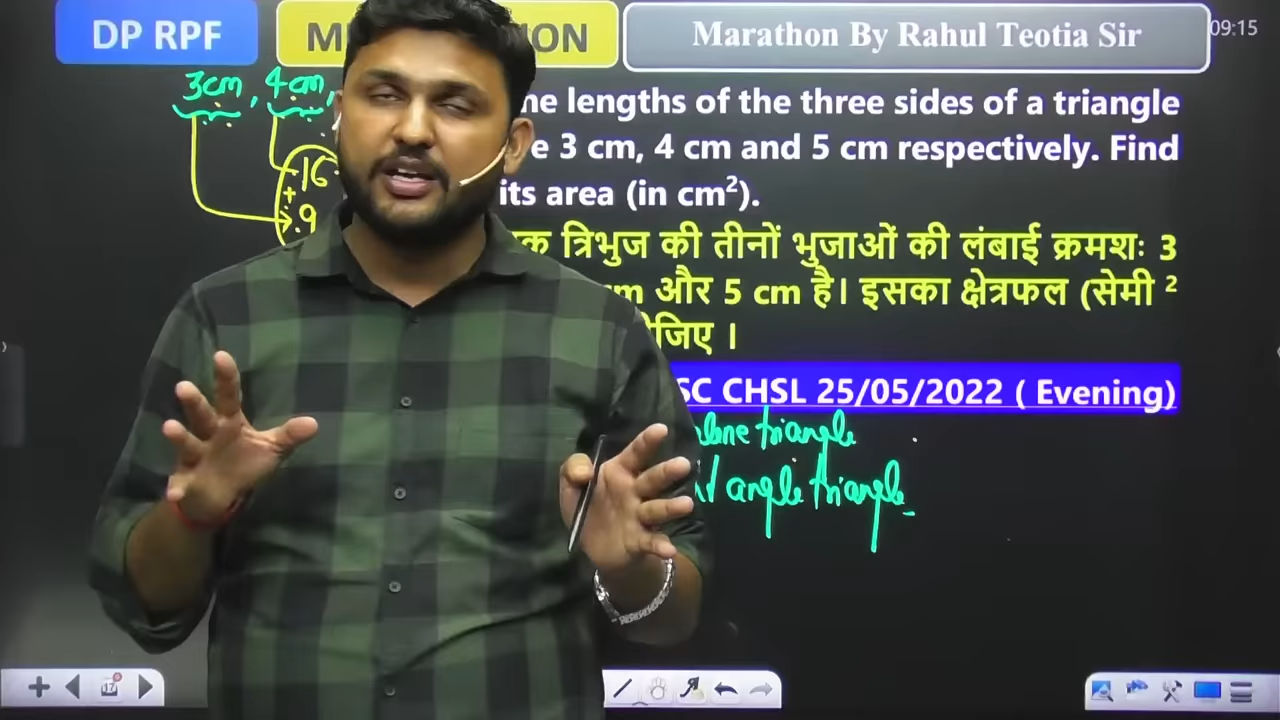 DP RPF
Marathon By Rahul Teotia Sir
09:15
3cm, 4cm,
lengths of the three sides of a triangle
3 cm, 4 cm and 5 cm respectively. Find
its area (in cm²).
16
+
9
त्रिभुज की तीनों भुजाओं की लंबाई क्रमशः 3
और 5 cm है। इसका क्षेत्रफल (सेमी ²
।
CHSL 25/05/2022 ( Evening)
triangle
angle triangle
17